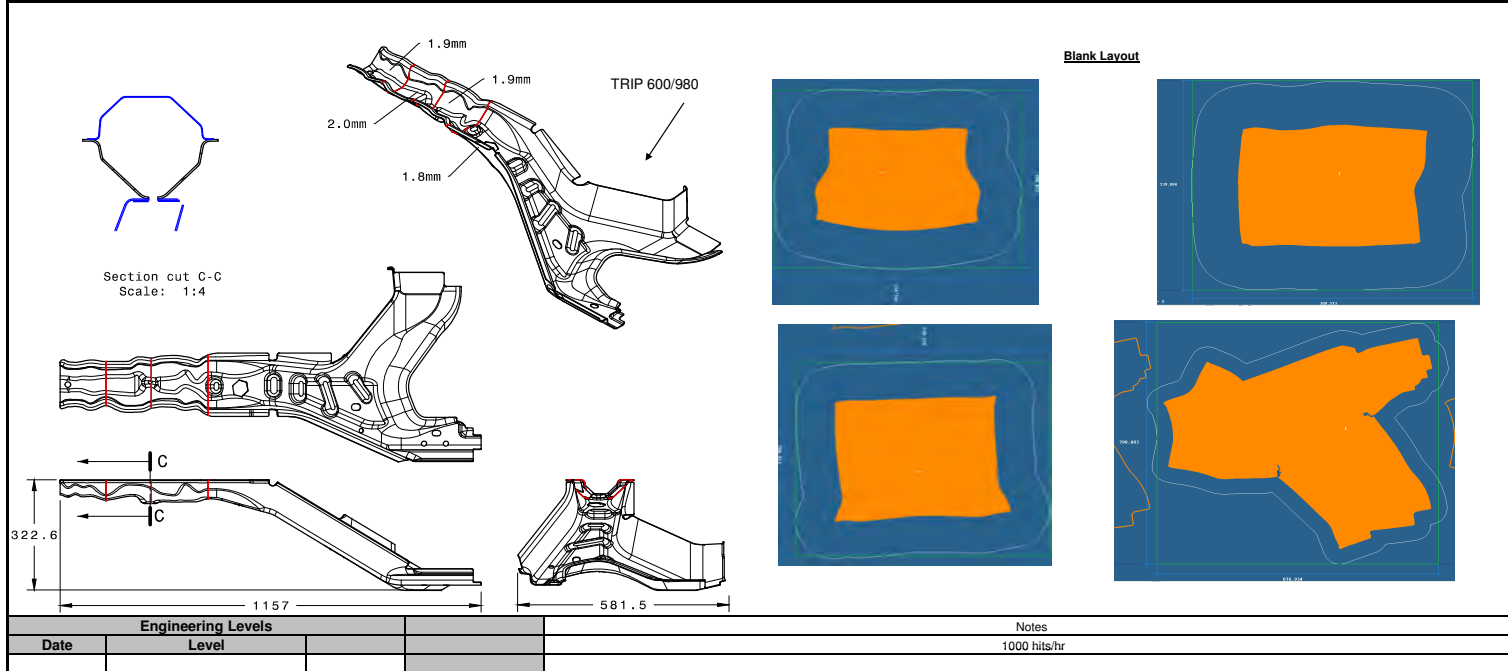 1.9mm
1.9mm
TRIP 600/980
2.0mm
1.8mm
Section cut C-C
Scale: 1:4
Blank Layout
C
C
322.6
1157
581.5
Engineering Levels
Notes
Date
Level
1000 hits/hr